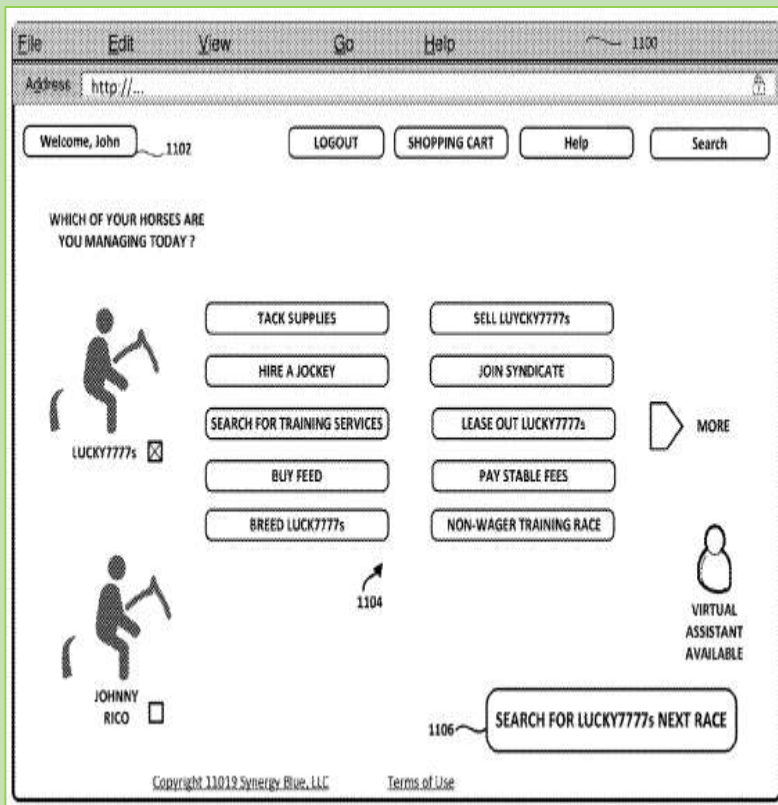 File Edit View Go Help 1100
Address http://...
Welcome, John 1102 LOGOUT SHOPPING CART Help Search
WHICH OF YOUR HORSES ARE
YOU MANAGING TODAY ?
TACK SUPPLIES SELL LUYCKY7777s
HIRE A JOCKEY JOIN SYNDICATE
SEARCH FOR TRAINING SERVICES LEASE OUT LUCKY7777s MORE
LUCKY7777s
BUY FEED PAY STABLE FEES
BREED LUCK7777s NON-WAGER TRAINING RACE
1104
VIRTUAL
ASSISTANT
AVAILABLE
JOHNNY
RICO
1106 SEARCH FOR LUCKY7777s NEXT RACE
Copyright 11019 Synergy Blue, LLC Terms of Use